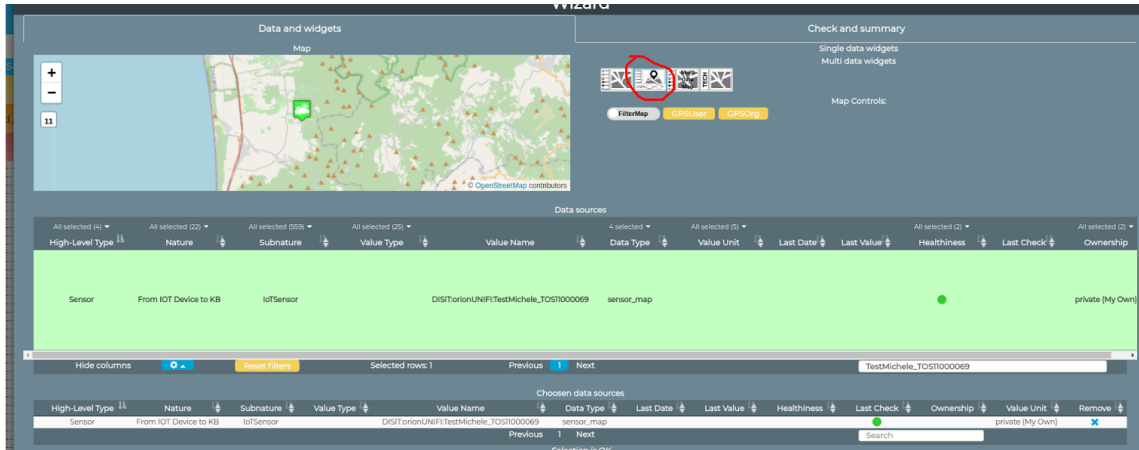 Wizard
Data and widgets
Check and summary
Map
+
−
11
© OpenStreetMap contributors
Single data widgets
Multi data widgets
Map Controls:
FilterMap GPSUser GPSOrg
Data sources
All selected (4) All selected (22) All selected (559) All selected (25) 4 selected All selected (5) All selected (2) All selected (2)
High-Level Type Nature Subnature Value Type Value Name Data Type Value Unit Last Date Last Value Healthiness Last Check Ownership
Sensor From IOT Device to KB IoTSensor DISIT:orionUNIFI:TestMichele_TOS11000069 sensor_map private (My Own)
Hide columns Reset filters Selected rows: 1 Previous 1 Next TestMichele_TOS11000069
Choosen data sources
High-Level Type Nature Subnature Value Type Value Name Data Type Last Date Last Value Healthiness Last Check Ownership Value Unit Remove
Sensor From IOT Device to KB IoTSensor DISIT:orionUNIFI:TestMichele_TOS11000069 sensor_map private (My Own)
Previous 1 Next Search
Selection is OK